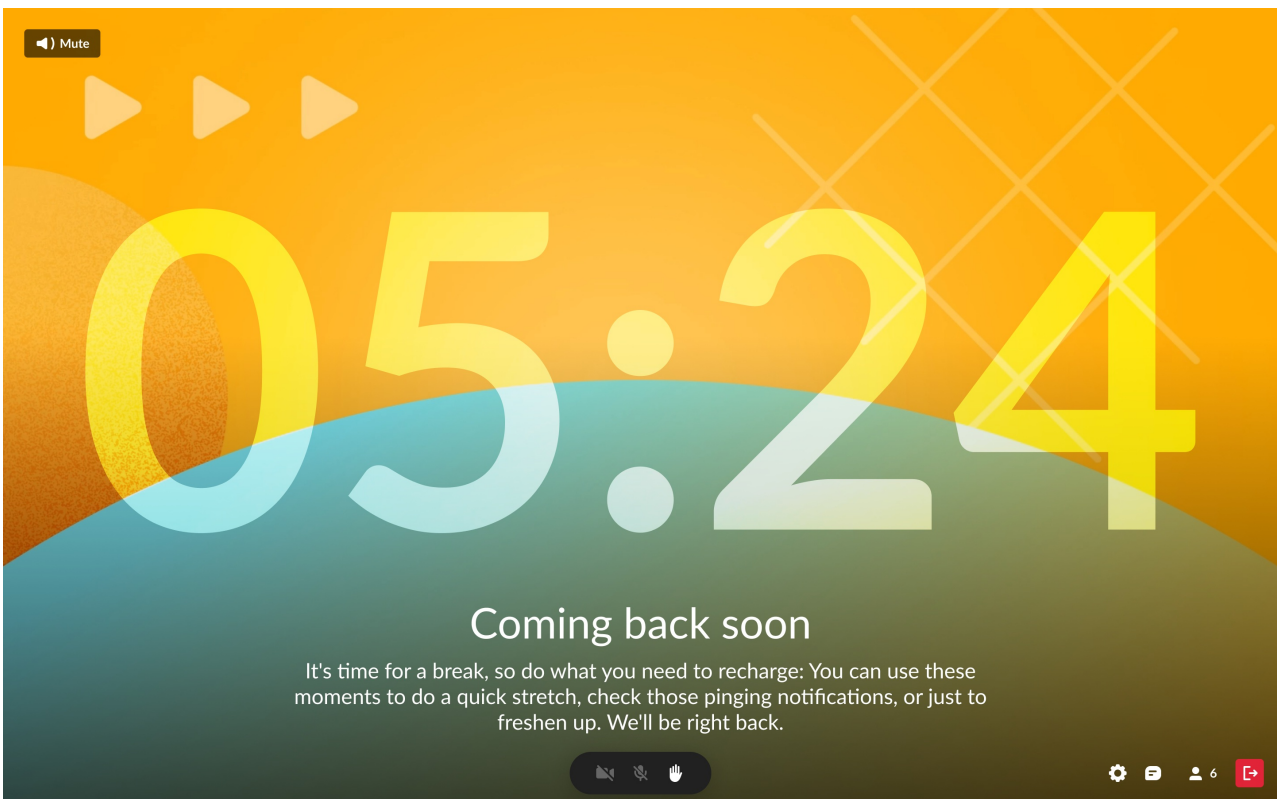 Mute
05:24
Coming back soon
It's time for a break, so do what you need to recharge: You can use these
moments to do a quick stretch, check those pinging notifications, or just to
freshen up. We'll be right back.
6